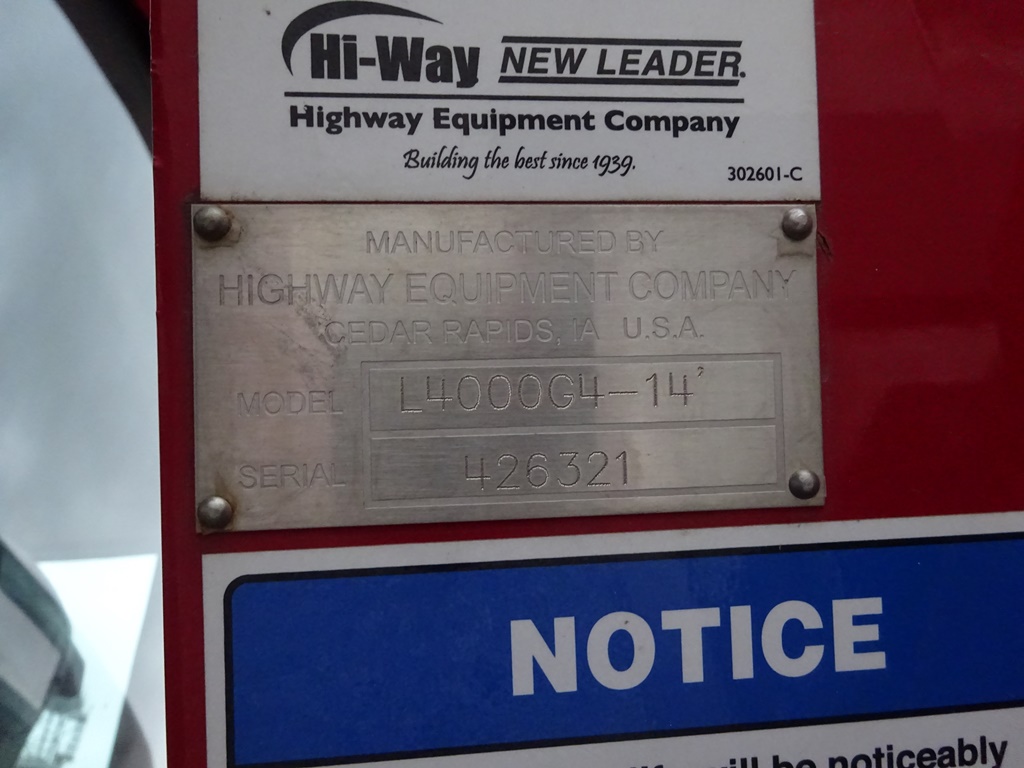 Hi-Way NEW LEADER.
Highway Equipment Company
Building the best since 1939.
302601-C
MANUFACTURED BY
HIGHWAY EQUIPMENT COMPANY
CEDAR RAPIDS, IA U.S.A.
MODEL L4000G4-14'
SERIAL 426321
NOTICE
will be noticeably